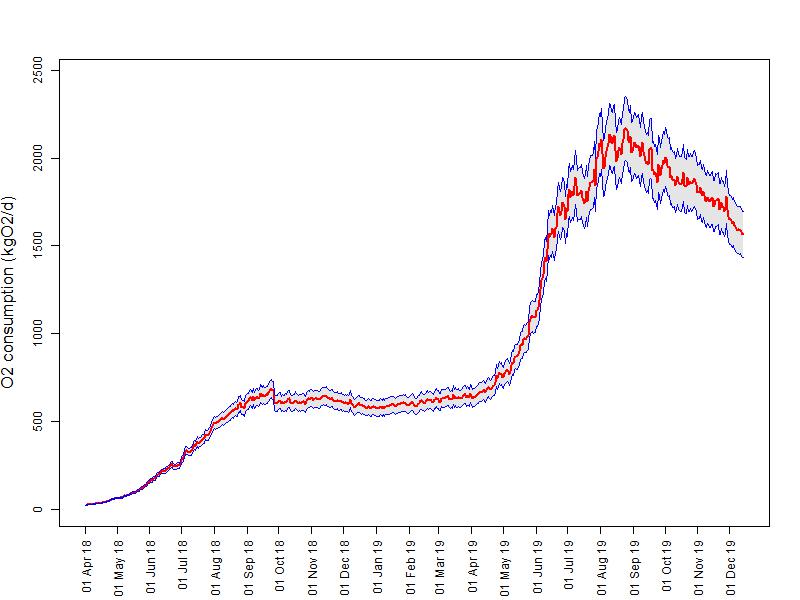 O2 consumption (kgO2/d)
2500
2000
1500
1000
500
0
01 Apr 18
01 May 18
01 Jun 18
01 Jul 18
01 Aug 18
01 Sep 18
01 Oct 18
01 Nov 18
01 Dec 18
01 Jan 19
01 Feb 19
01 Mar 19
01 Apr 19
01 May 19
01 Jun 19
01 Jul 19
01 Aug 19
01 Sep 19
01 Oct 19
01 Nov 19
01 Dec 19